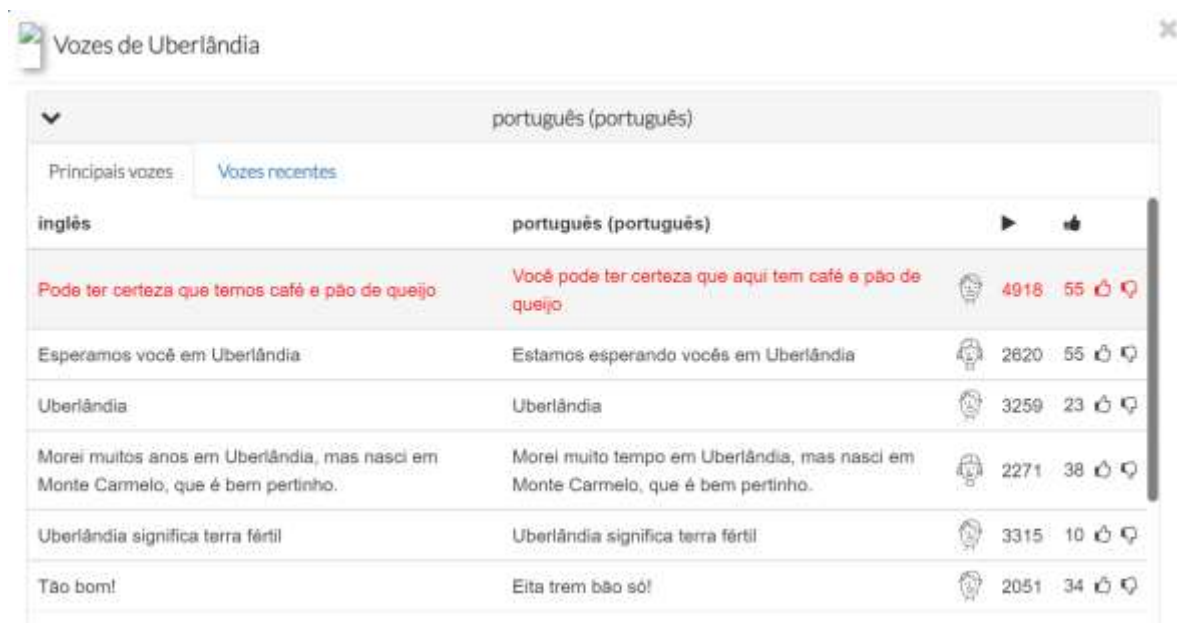 Vozes de Uberlândia
português (português)
Principais vozes Vozes recentes
inglês português (português)
Pode ter certeza que temos café e pão de queijo Você pode ter certeza que aqui tem café e pão de queijo 4918 55
Esperamos você em Uberlândia Estamos esperando vocês em Uberlândia 2620 55
Uberlândia Uberlândia 3259 23
Morei muitos anos em Uberlândia, mas nasci em Monte Carmelo, que é bem pertinho. Morei muito tempo em Uberlândia, mas nasci em Monte Carmelo, que é bem pertinho. 2271 38
Uberlândia significa terra fértil Uberlândia significa terra fértil 3315 10
Tão bom! Eita trem bão só! 2051 34